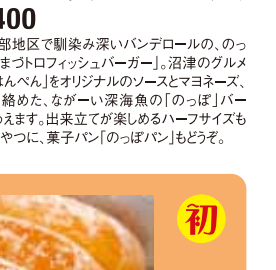 400
部地区で馴染み深いバンデロールの、のっ
まづトロフィッシュバーガー」。沼津のグルメ
はんぺん」をオリジナルのソースとマヨネーズ、
絡めた、ながーい深海魚の「のっぽ」バー
えます。出来立てが楽しめるハーフサイズも
やつに、菓子パン「のっぽパン」もどうぞ。
初